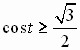 cos t ≥ √3/2